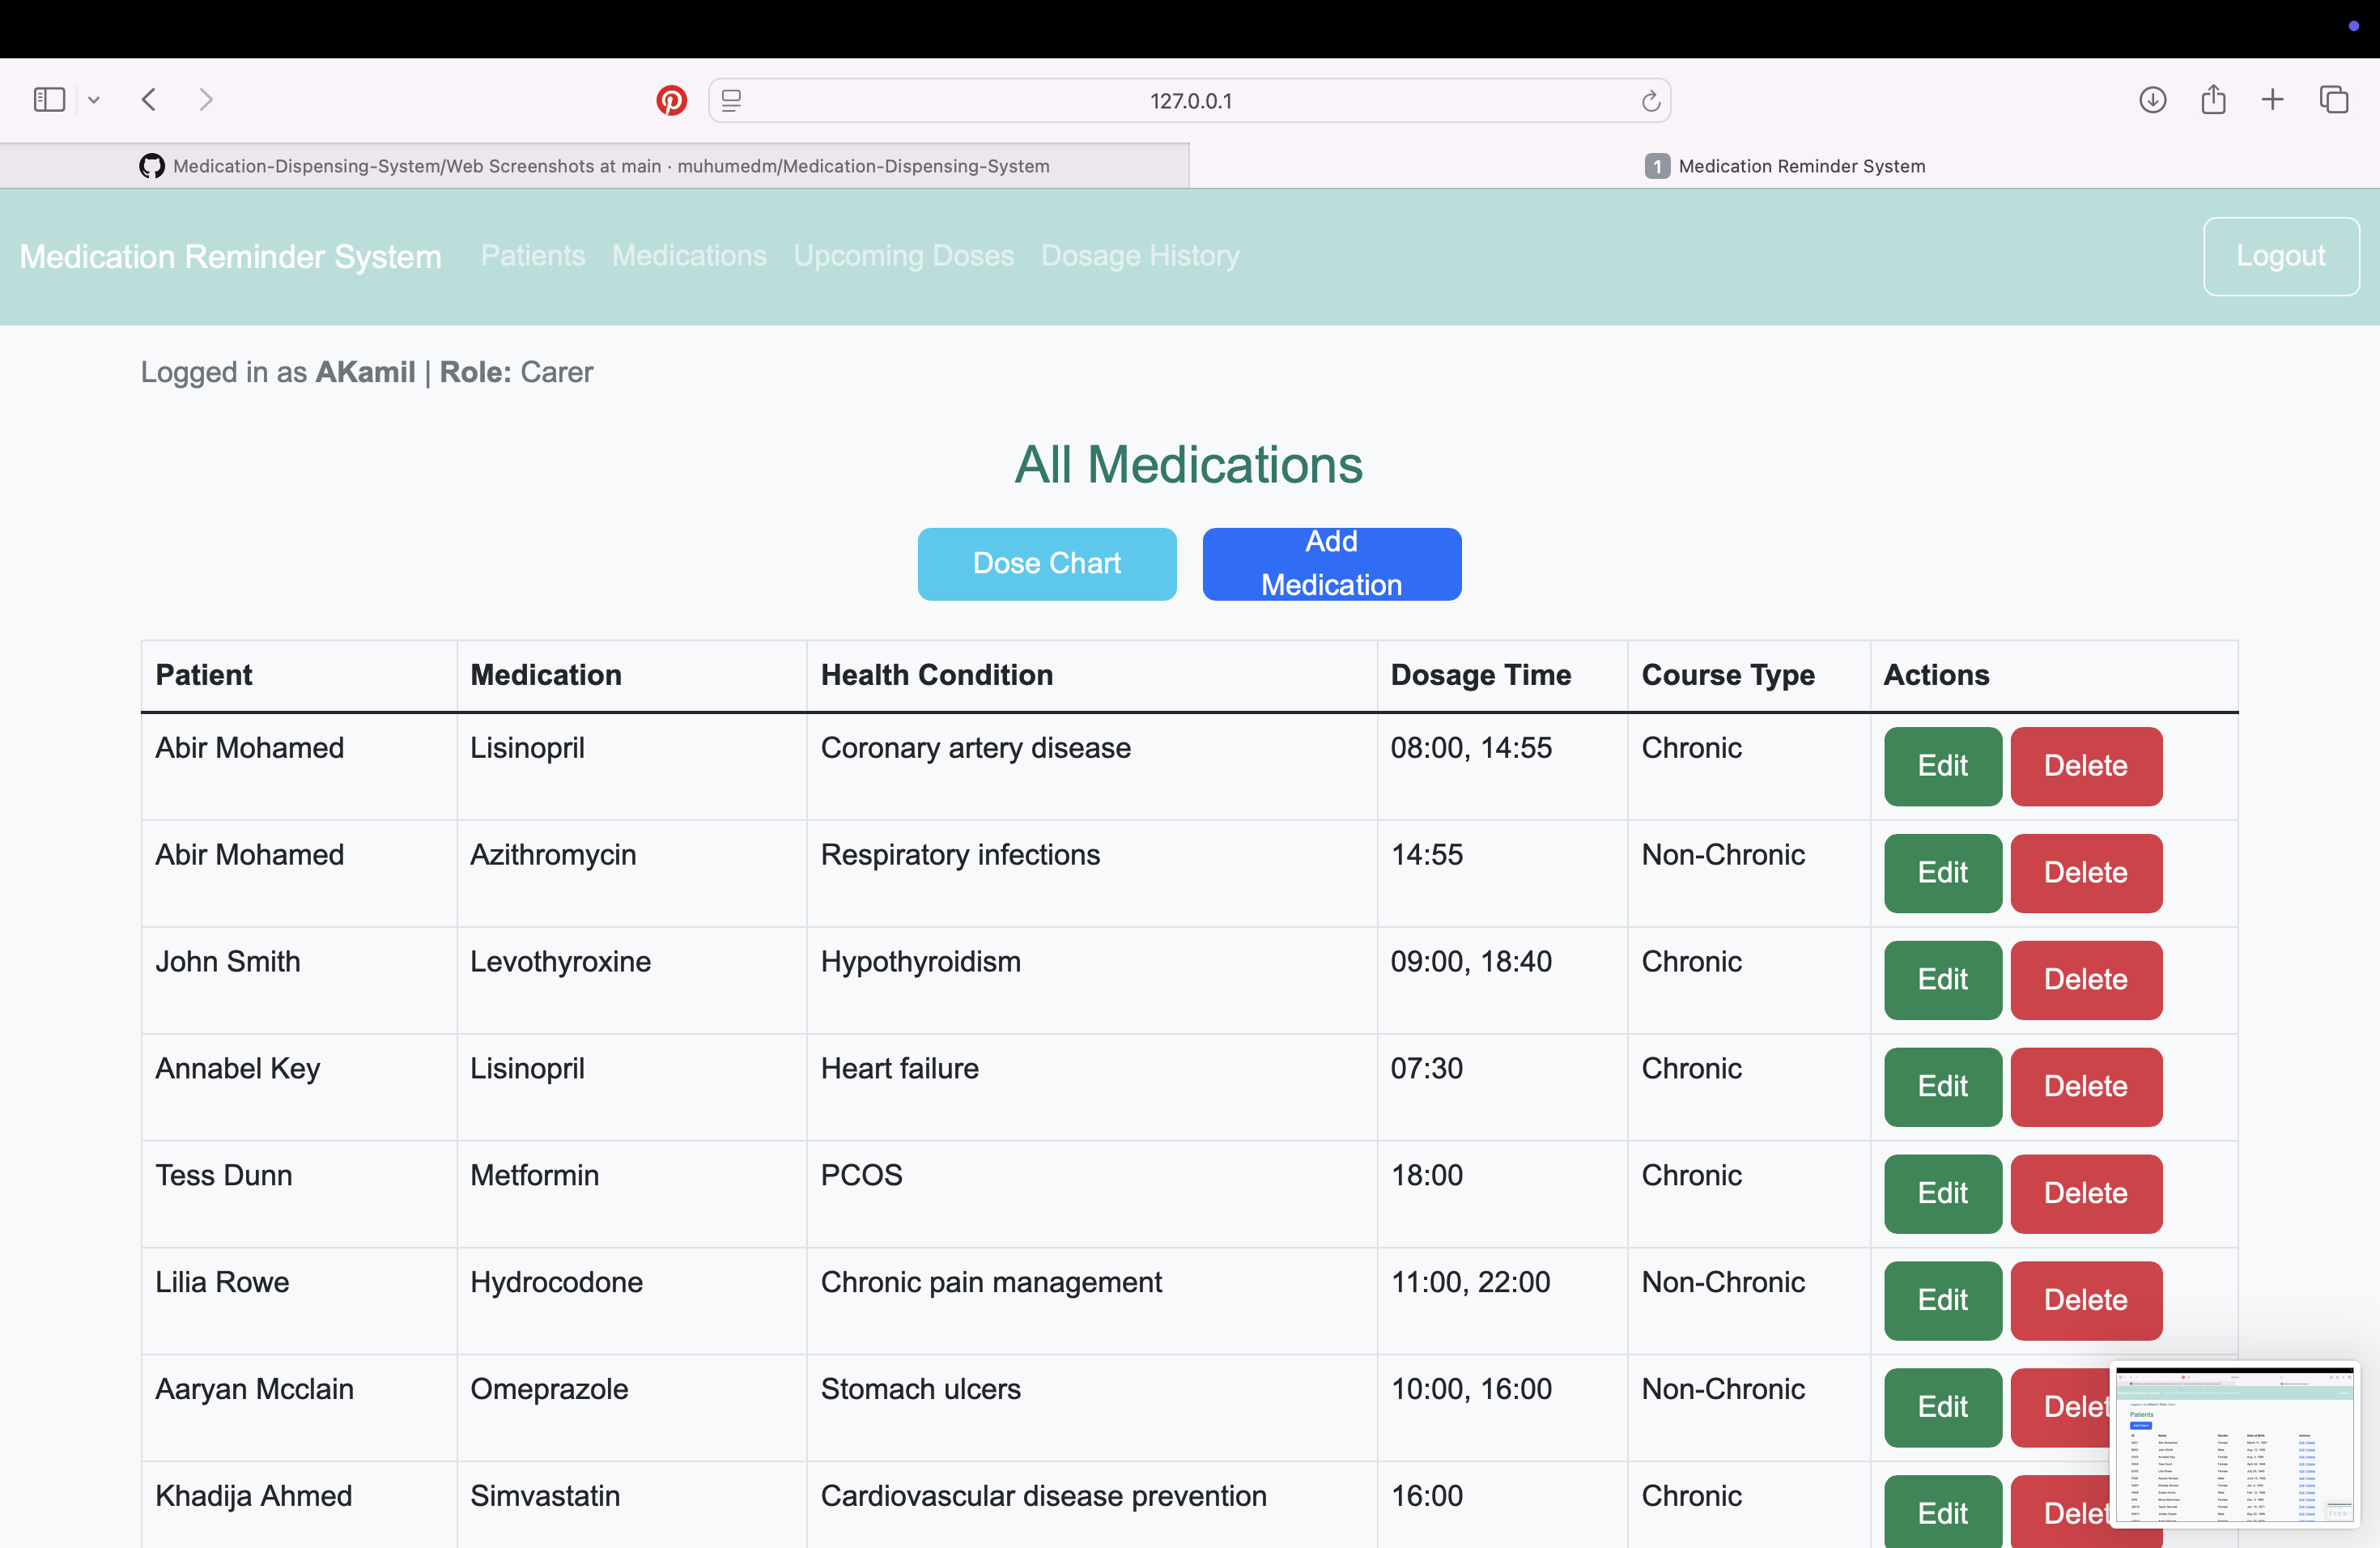 127.0.0.1
Medication-Dispensing-System/Web Screenshots at main · muhumedm/Medication-Dispensing-System
1 Medication Reminder System
Medication Reminder System Patients Medications Upcoming Doses Dosage History Logout
Logged in as AKamil | Role: Carer
All Medications
Dose Chart
Add
Medication
Patient Medication Health Condition Dosage Time Course Type Actions
Abir Mohamed Lisinopril Coronary artery disease 08:00, 14:55 Chronic Edit Delete
Abir Mohamed Azithromycin Respiratory infections 14:55 Non-Chronic Edit Delete
John Smith Levothyroxine Hypothyroidism 09:00, 18:40 Chronic Edit Delete
Annabel Key Lisinopril Heart failure 07:30 Chronic Edit Delete
Tess Dunn Metformin PCOS 18:00 Chronic Edit Delete
Lilia Rowe Hydrocodone Chronic pain management 11:00, 22:00 Non-Chronic Edit Delete
Aaryan Mcclain Omeprazole Stomach ulcers 10:00, 16:00 Non-Chronic Edit Delet
Khadija Ahmed Simvastatin Cardiovascular disease prevention 16:00 Chronic Edit Delet
Patients